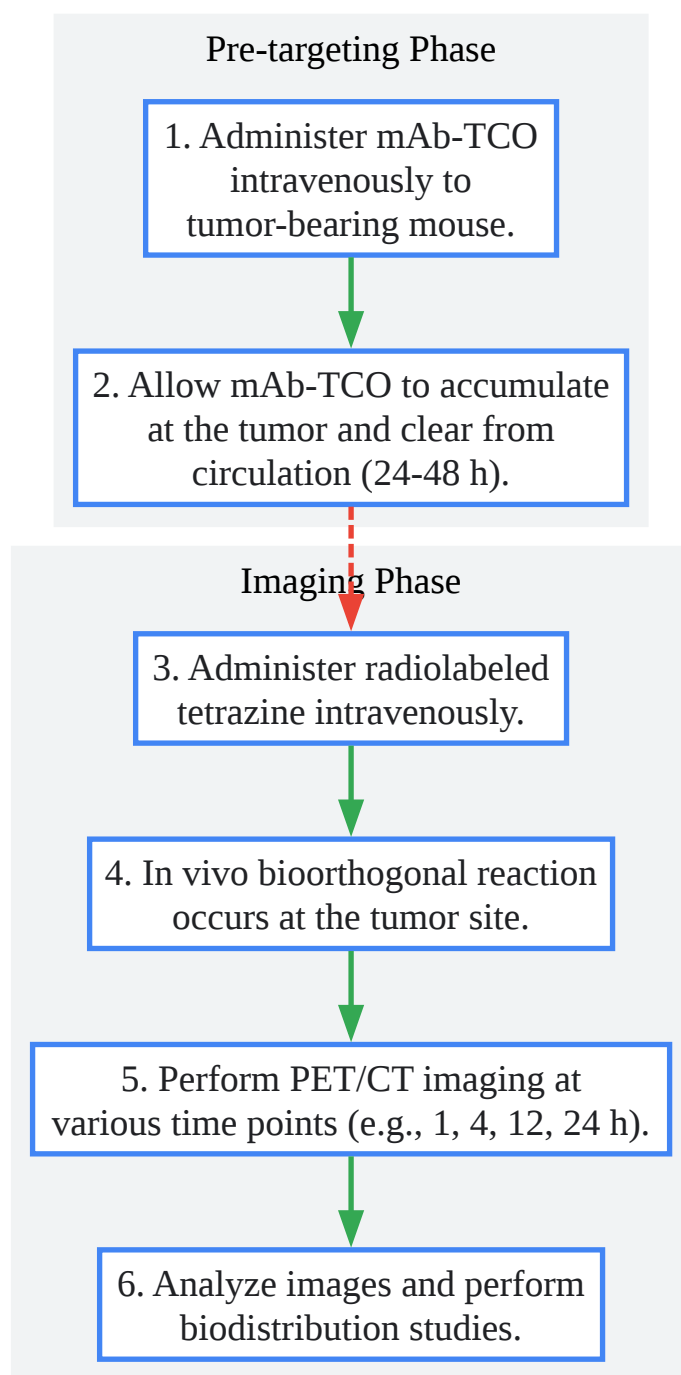 Pre-targeting Phase
1. Administer mAb-TCO
intravenously to
tumor-bearing mouse.
2. Allow mAb-TCO to accumulate
at the tumor and clear from
circulation (24-48 h).
Imaging Phase
3. Administer radiolabeled
tetrazine intravenously.
4. In vivo bioorthogonal reaction
occurs at the tumor site.
5. Perform PET/CT imaging at
various time points (e.g., 1, 4, 12, 24 h).
6. Analyze images and perform
biodistribution studies.